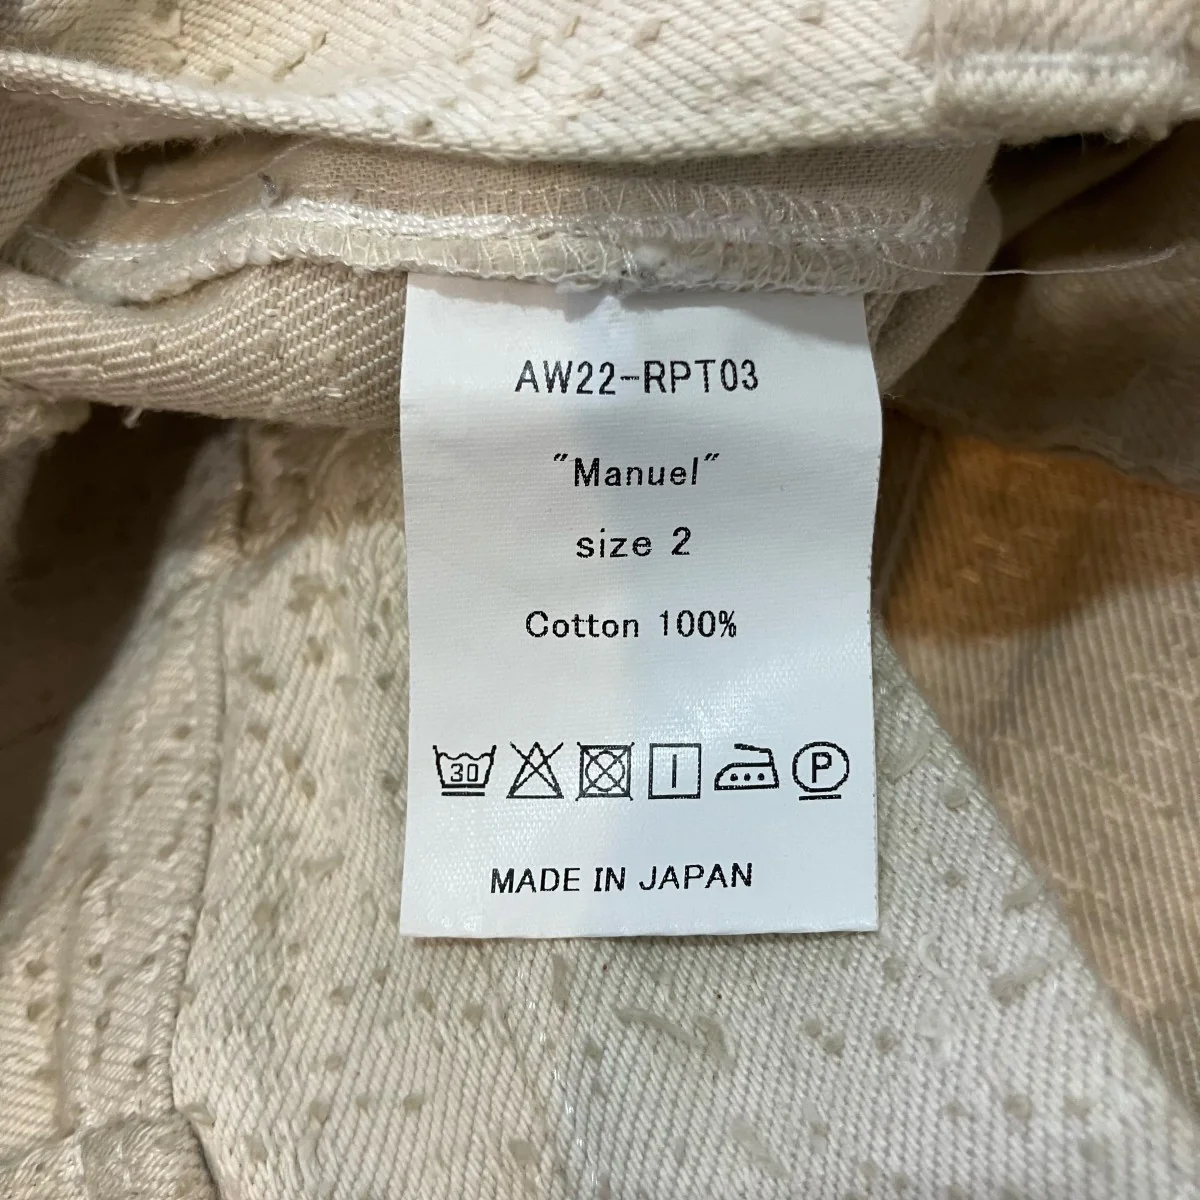 AW22-RPT03
"Manuel"
size 2
Cotton 100%
30 P
MADE IN JAPAN